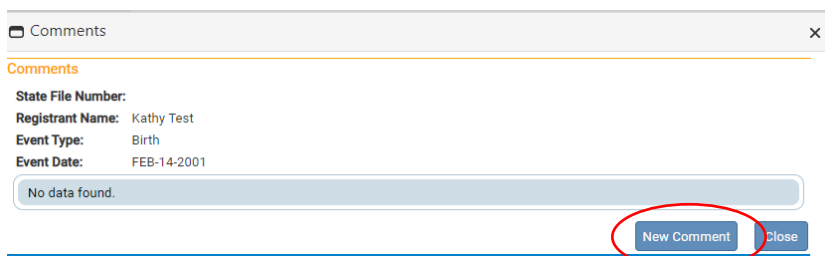 Comments
Comments
State File Number:
Registrant Name: Kathy Test
Event Type: Birth
Event Date: FEB-14-2001
No data found.
New Comment Close